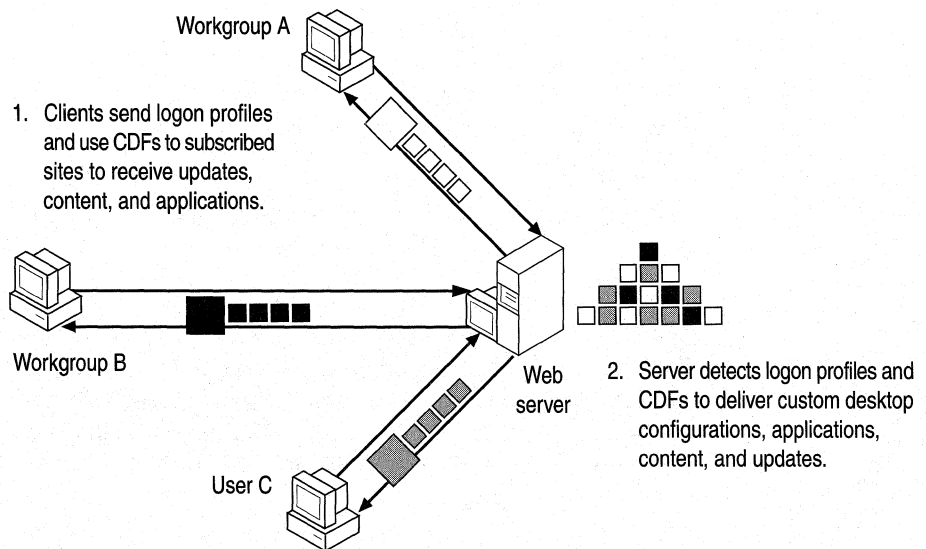 Workgroup A
1. Clients send logon profiles
and use CDFs to subscribed
sites to receive updates,
content, and applications.
Workgroup B
Web
server
2. Server detects logon profiles and
CDFs to deliver custom desktop
configurations, applications,
content, and updates.
User C